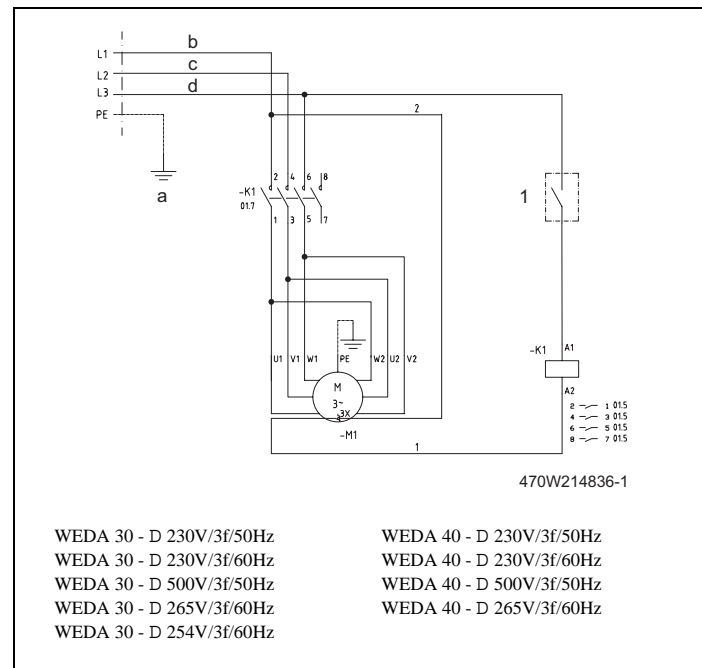 b
L1
c
L2
d
L3
2
PE
a
2 4 6 8
-K1
01.7
1 3 5 7
1
U1 V1 W1 PE W2 U2 V2
M
3~
3X
-M1
1
-K1
A1
A2
2 1 01.5
4 3 01.5
6 5 01.5
8 7 01.5
470W214836-1
WEDA 30 - D 230V/3f/50Hz
WEDA 30 - D 230V/3f/60Hz
WEDA 30 - D 500V/3f/50Hz
WEDA 30 - D 265V/3f/60Hz
WEDA 30 - D 254V/3f/60Hz
WEDA 40 - D 230V/3f/50Hz
WEDA 40 - D 230V/3f/60Hz
WEDA 40 - D 500V/3f/50Hz
WEDA 40 - D 265V/3f/60Hz